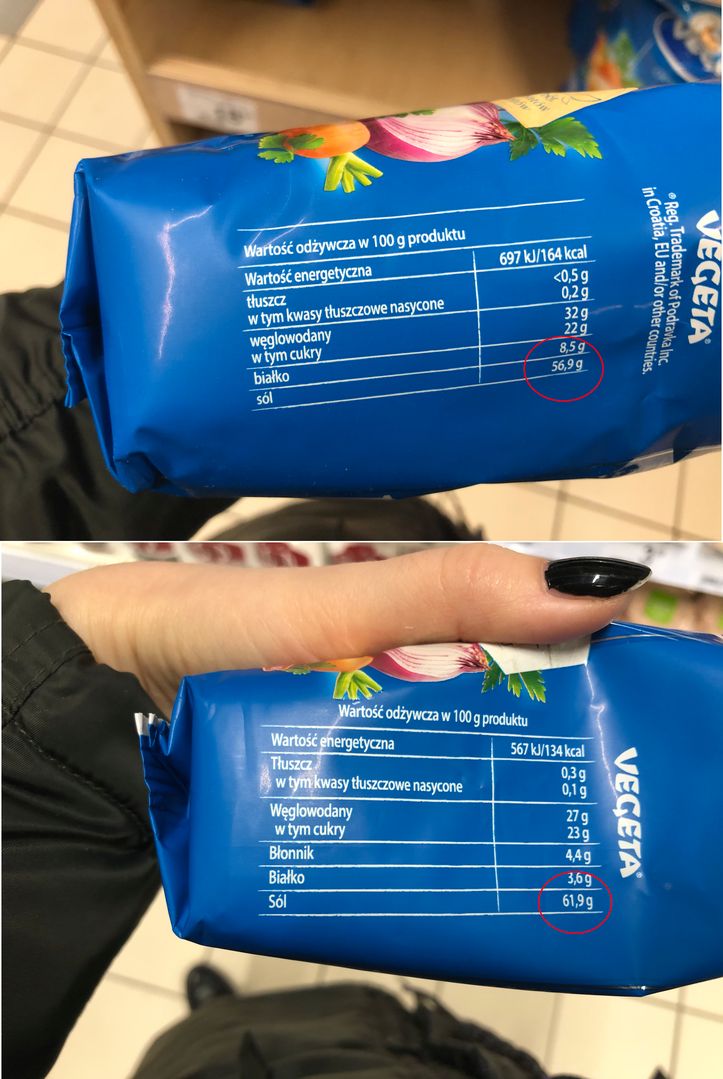 Wartość odżywcza w 100 g produktu
Wartość energetyczna 697 kJ/164 kcal
tłuszcz <0,5 g
w tym kwasy tłuszczowe nasycone 0,2 g
węglowodany 32 g
w tym cukry 22 g
białko 8,5 g
sól 56,9 g
® Reg. Trademark of Podravka Inc.
in Croatia, EU and/or other countries.
VEGETA®
Wartość odżywcza w 100 g produktu
Wartość energetyczna 567 kJ/134 kcal
Tłuszcz 0,3 g
w tym kwasy tłuszczowe nasycone 0,1 g
Węglowodany 27 g
w tym cukry 23 g
Błonnik 4,4 g
Białko 3,6 g
Sól 61,9 g
VEGETA®